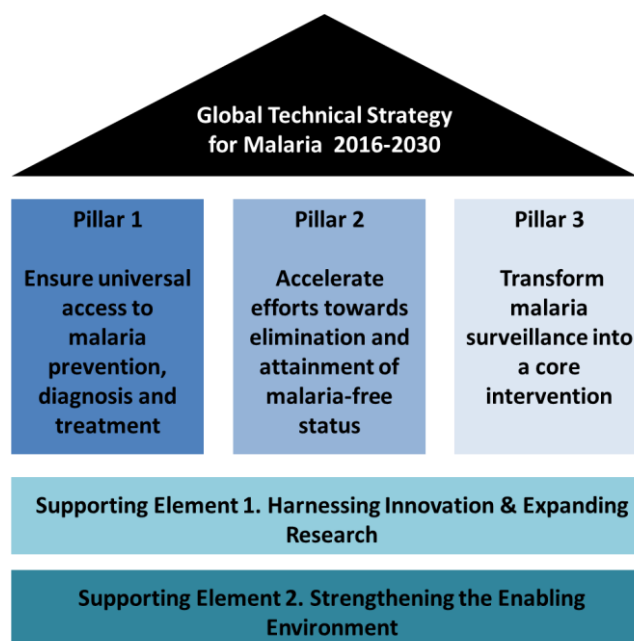 Global Technical Strategy
for Malaria 2016-2030
Pillar 1
Ensure universal
access to
malaria
prevention,
diagnosis and
treatment
Pillar 2
Accelerate
efforts towards
elimination and
attainment of
malaria-free
status
Pillar 3
Transform
malaria
surveillance into
a core
intervention
Supporting Element 1. Harnessing Innovation & Expanding
Research
Supporting Element 2. Strengthening the Enabling
Environment